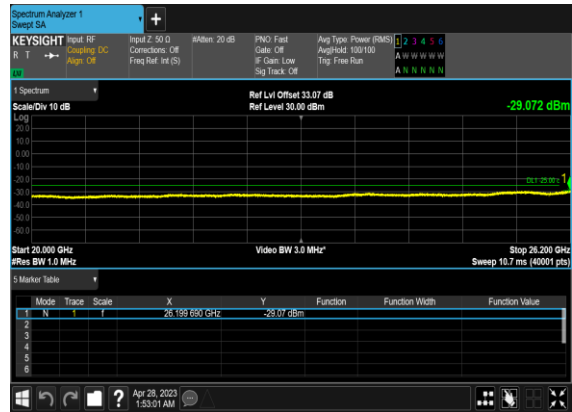 Spectrum Analyzer 1
Swept SA
+
KEYSIGHT Input: RF
R T Coupling: DC
Align: Off
Input Z: 50 Ω
Corrections: Off
Freq Ref: Int (S)
#Atten: 20 dB
PNO: Fast
Gate: Off
IF Gain: Low
Sig Track: Off
Avg Type: Power (RMS)
Avg|Hold: 100/100
Trig: Free Run
1 2 3 4 5 6
A W W W W W
A N N N N N
1 Spectrum
Scale/Div 10 dB
Ref Lvl Offset 33.07 dB
Ref Level 30.00 dBm
-29.072 dBm
Log
20.0
10.0
0.00
-10.0
-20.0
-30.0
-40.0
-50.0
-60.0
1
Start 20.000 GHz
#Res BW 1.0 MHz
Video BW 3.0 MHz*
Stop 26.200 GHz
Sweep 10.7 ms (40001 pts)
5 Marker Table
Mode Trace Scale X Y Function Function Width Function Value
1 N 1 f 26.199 690 GHz -29.07 dBm
2
3
4
5
6
? Apr 28, 2023
1:53:01 AM